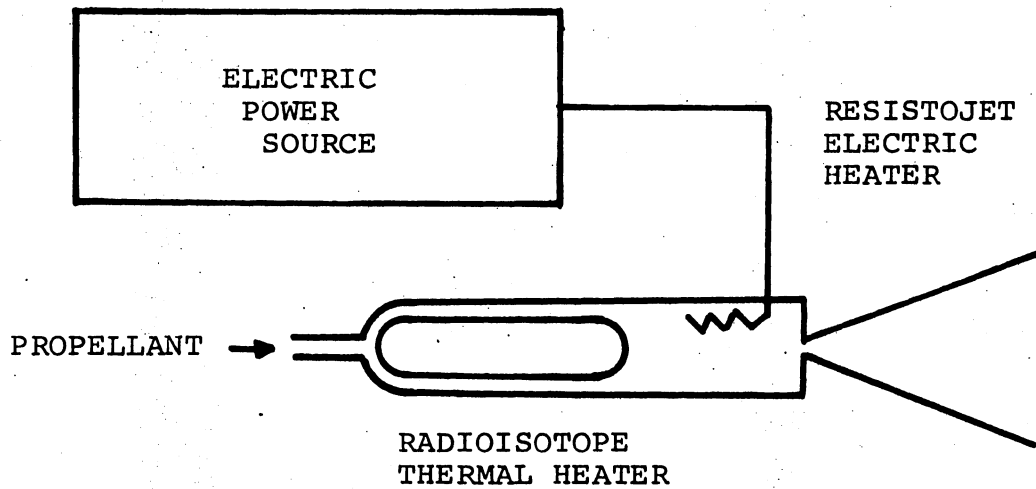 ELECTRIC
POWER
SOURCE
RESISTOJET
ELECTRIC
HEATER
PROPELLANT
RADIOISOTOPE
THERMAL HEATER